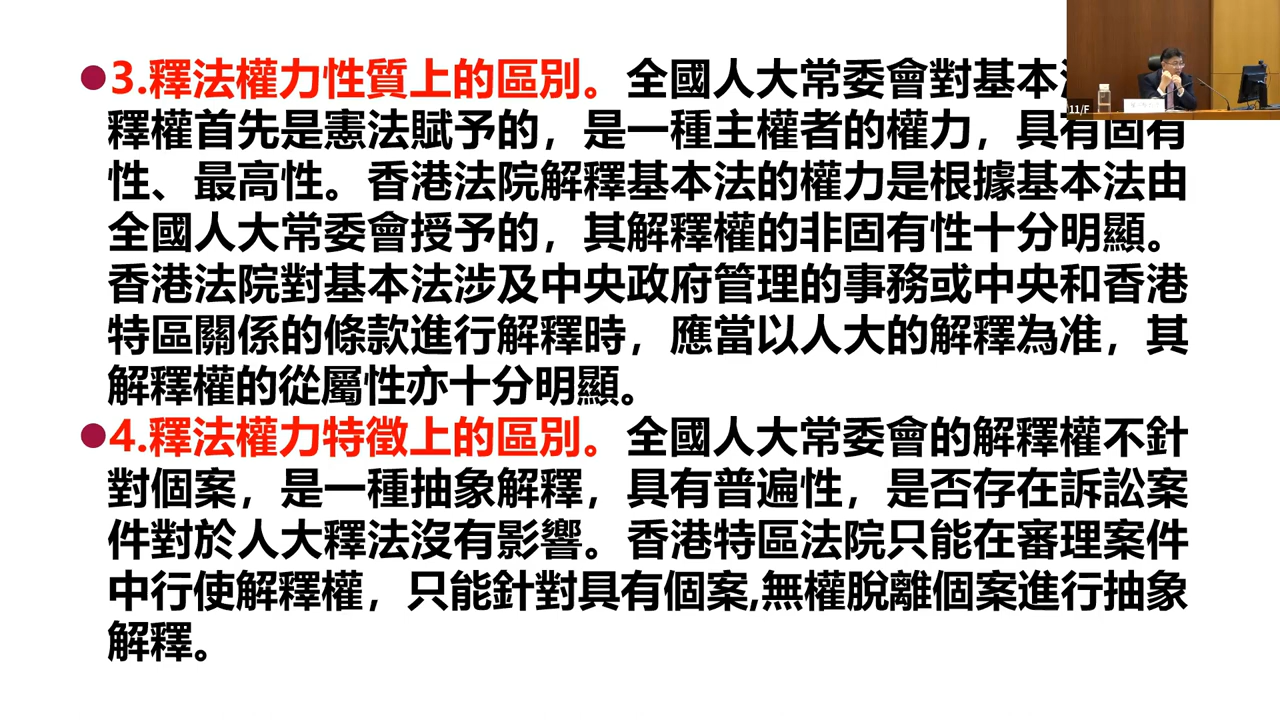 3.釋法權力性質上的區別。全國人大常委會對基本
釋權首先是憲法賦予的，是一種主權者的權力，具有固有
性、最高性。香港法院解釋基本法的權力是根據基本法由
全國人大常委會授予的，其解釋權的非固有性十分明顯。
香港法院對基本法涉及中央政府管理的事務或中央和香港
特區關係的條款進行解釋時，應當以人大的解釋為准，其
解釋權的從屬性亦十分明顯。
4.釋法權力特徵上的區別。全國人大常委會的解釋權不針
對個案，是一種抽象解釋，具有普遍性，是否存在訴訟案
件對於人大釋法沒有影響。香港特區法院只能在審理案件
中行使解釋權，只能針對具有個案,無權脫離個案進行抽象
解釋。
11/F